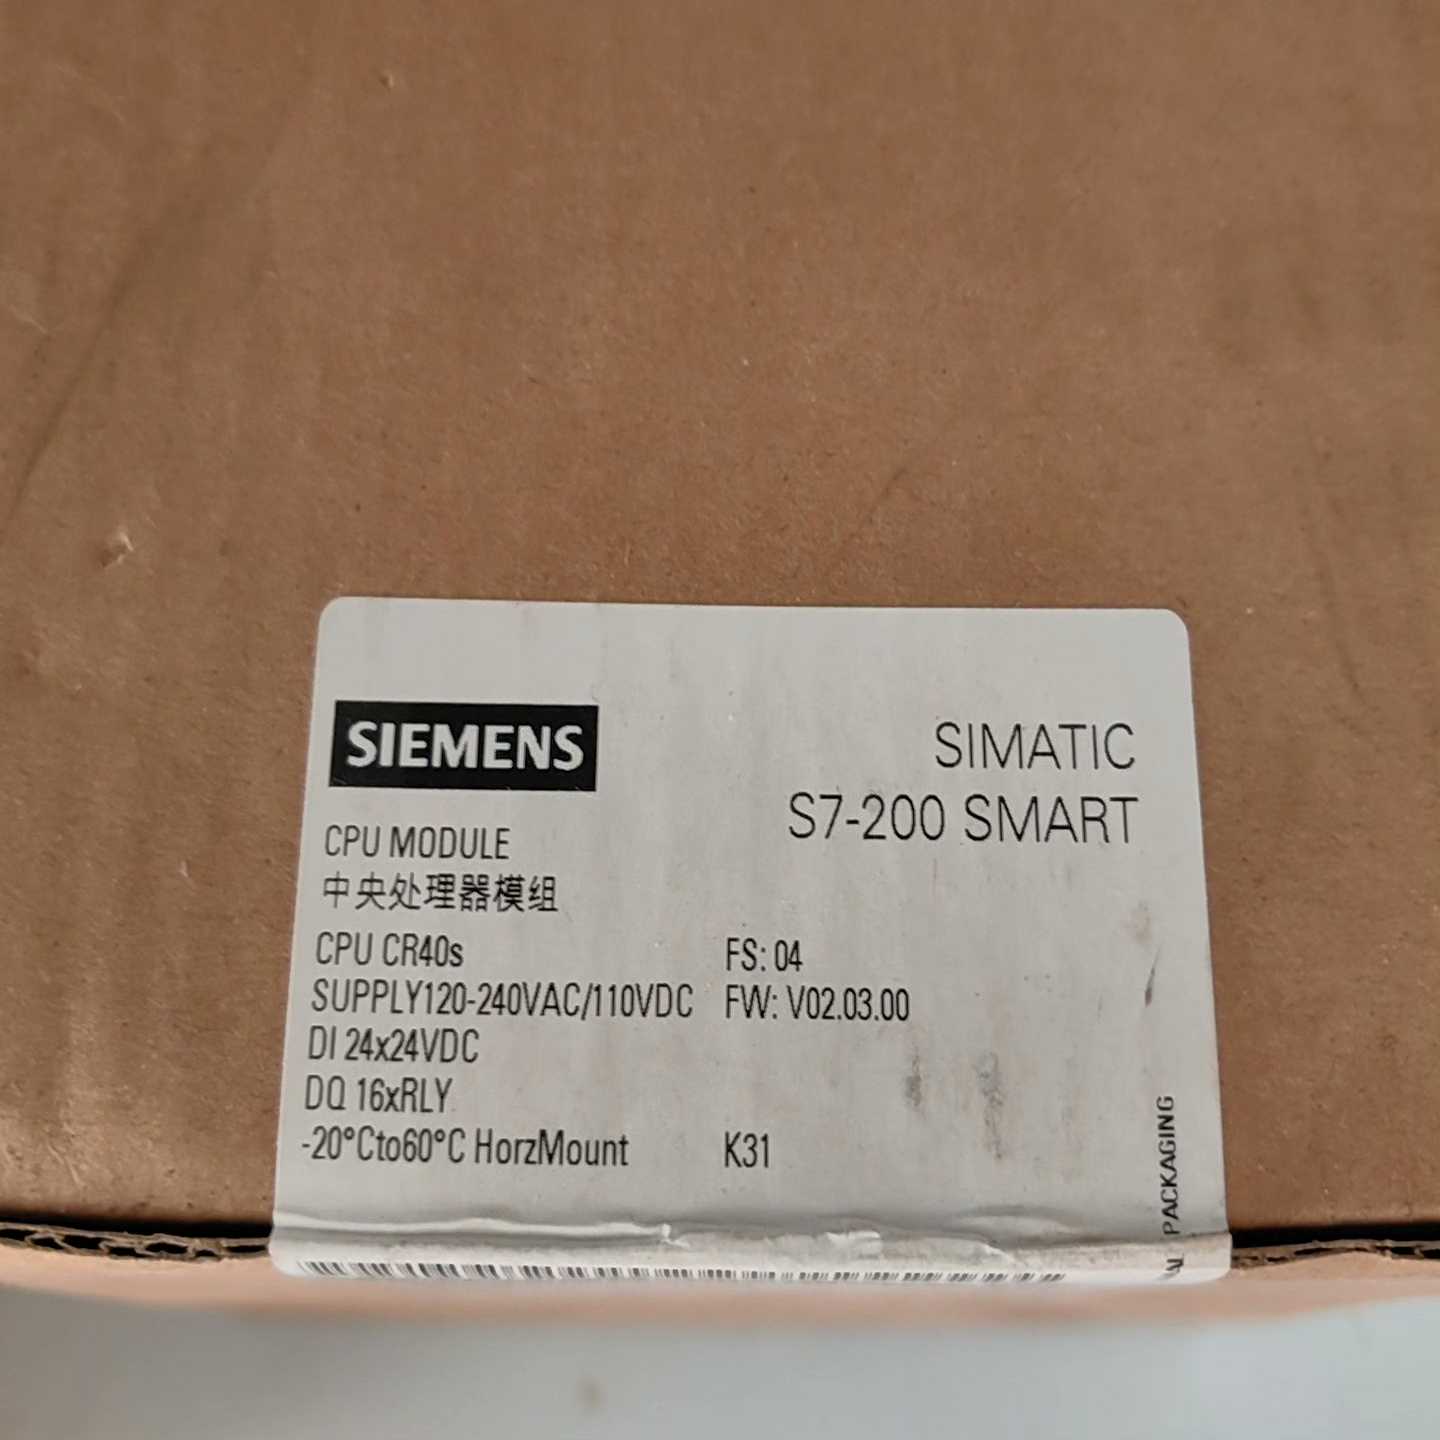 SIEMENS
SIMATIC
S7-200 SMART
CPU MODULE
中央处理器模组
CPU CR40s
FS: 04
SUPPLY120-240VAC/110VDC
FW: V02.03.00
DI 24x24VDC
DQ 16xRLY
-20°Cto60°C HorzMount
K31
PACKAGING